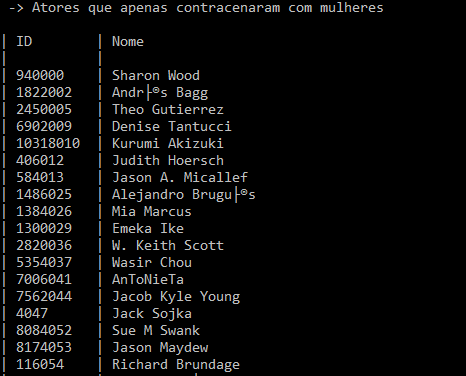 -> Atores que apenas contracenaram com mulheres
| ID | Nome
| |
| 940000 | Sharon Wood
| 1822002 | Andr├®s Bagg
| 2450005 | Theo Gutierrez
| 6902009 | Denise Tantucci
| 10318010 | Kurumi Akizuki
| 406012 | Judith Hoersch
| 584013 | Jason A. Micallef
| 1486025 | Alejandro Brugu├®s
| 1384026 | Mia Marcus
| 1300029 | Emeka Ike
| 2820036 | W. Keith Scott
| 5354037 | Wasir Chou
| 7006041 | AnToNieTa
| 7562044 | Jacob Kyle Young
| 4047 | Jack Sojka
| 8084052 | Sue M Swank
| 8174053 | Jason Maydew
| 116054 | Richard Brundage